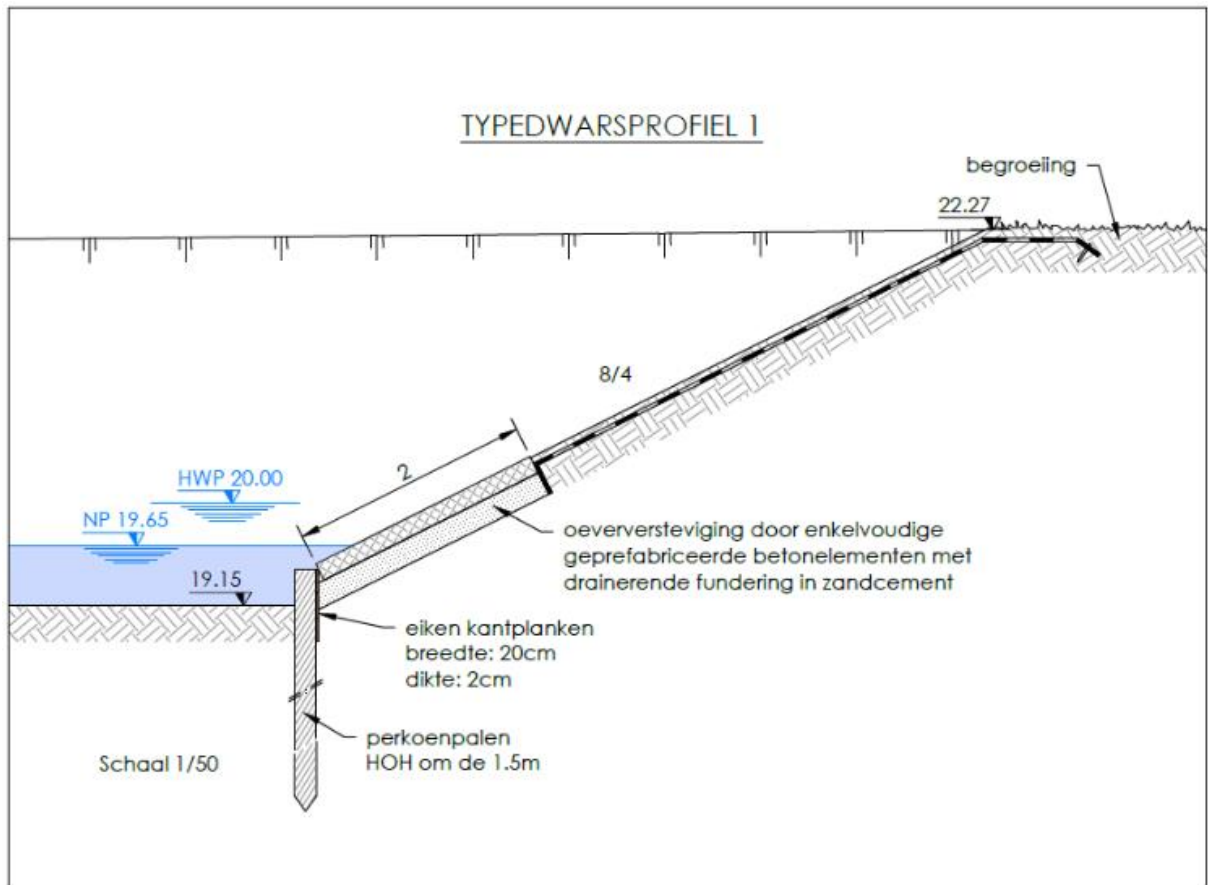 TYPEDWARSPROFIEL 1
begroeiing
22.27
8/4
2
HWP 20.00
NP 19.65
19.15
oeverversteviging door enkelvoudige
geprefabriceerde betonelementen met
drainerende fundering in zandcement
eiken kantplanken
breedte: 20cm
dikte: 2cm
perkoenpalen
HOH om de 1.5m
Schaal 1/50